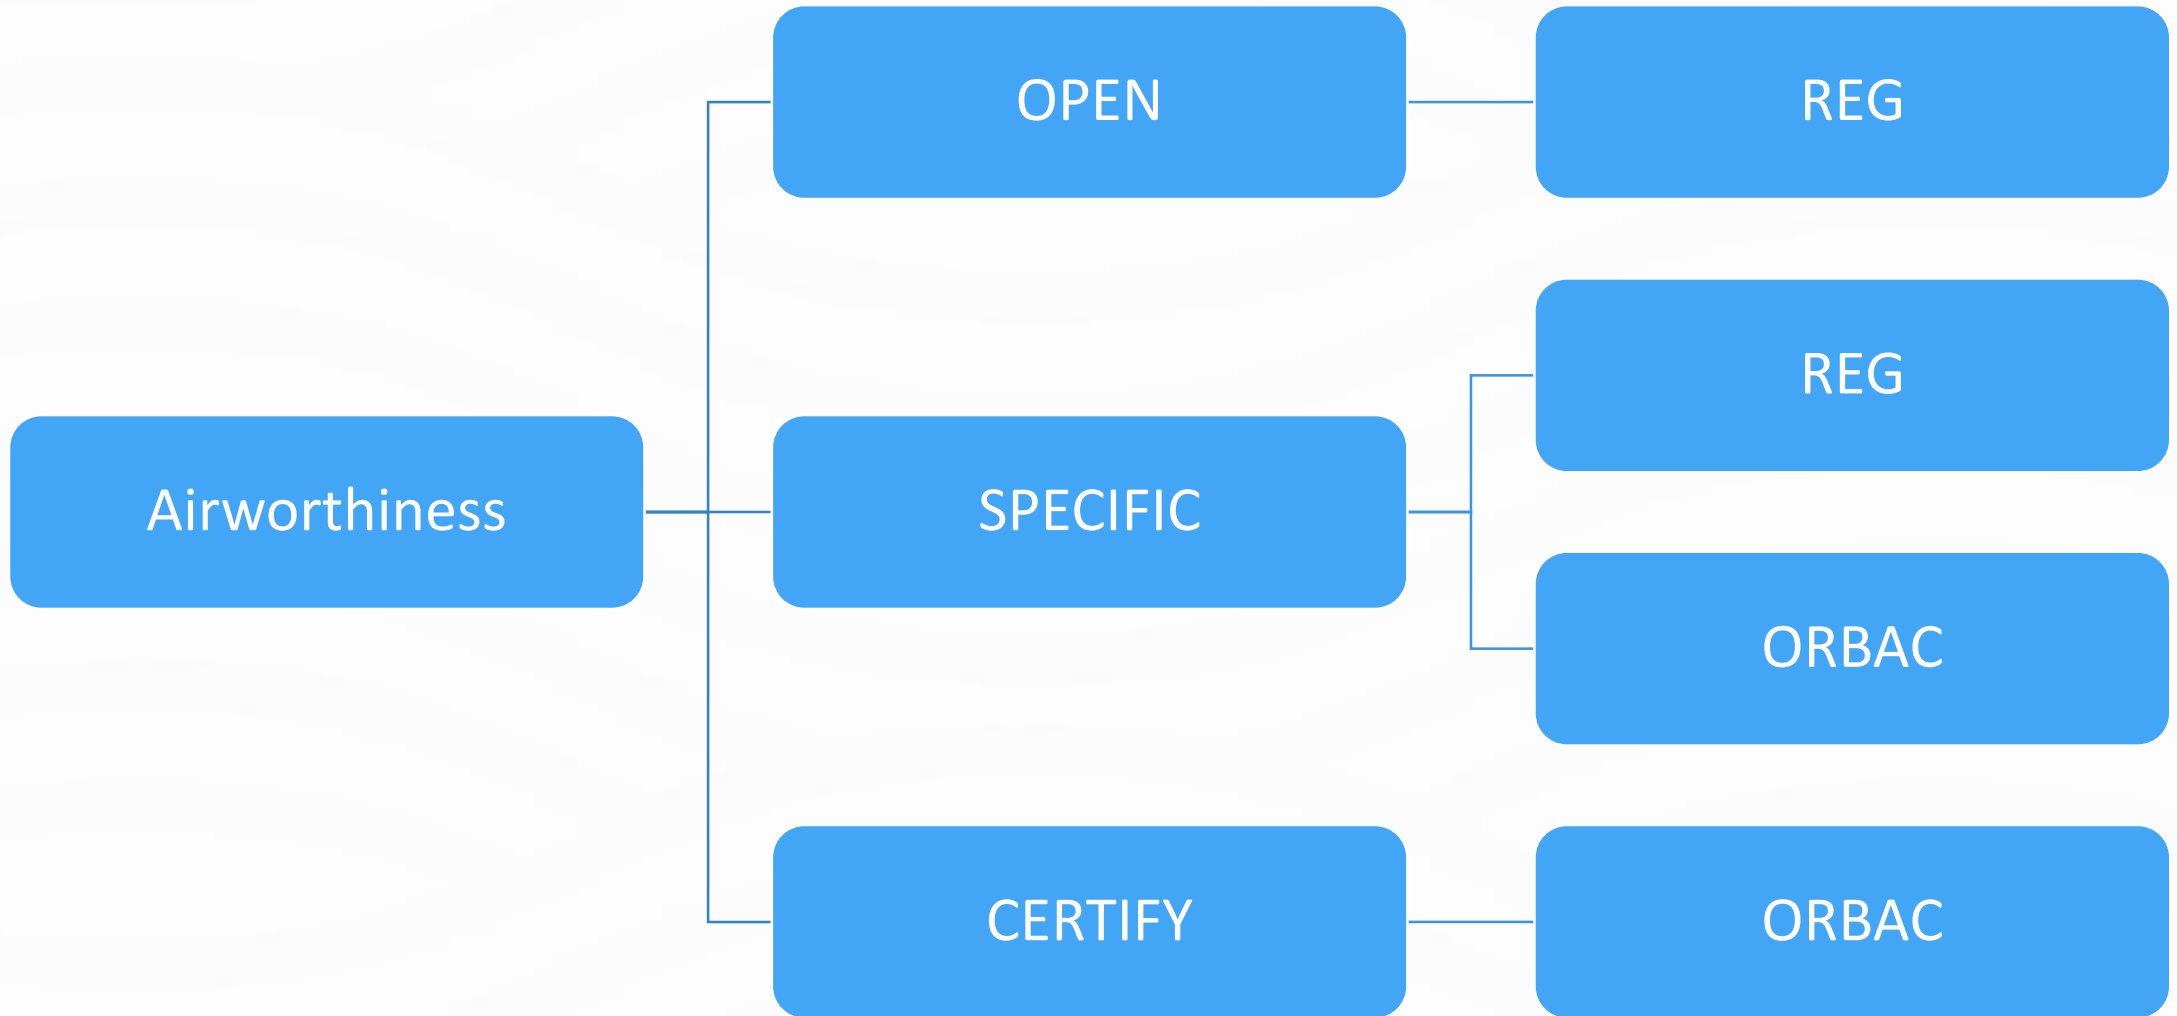 OPEN
REG
REG
Airworthiness
SPECIFIC
ORBAC
CERTIFY
ORBAC